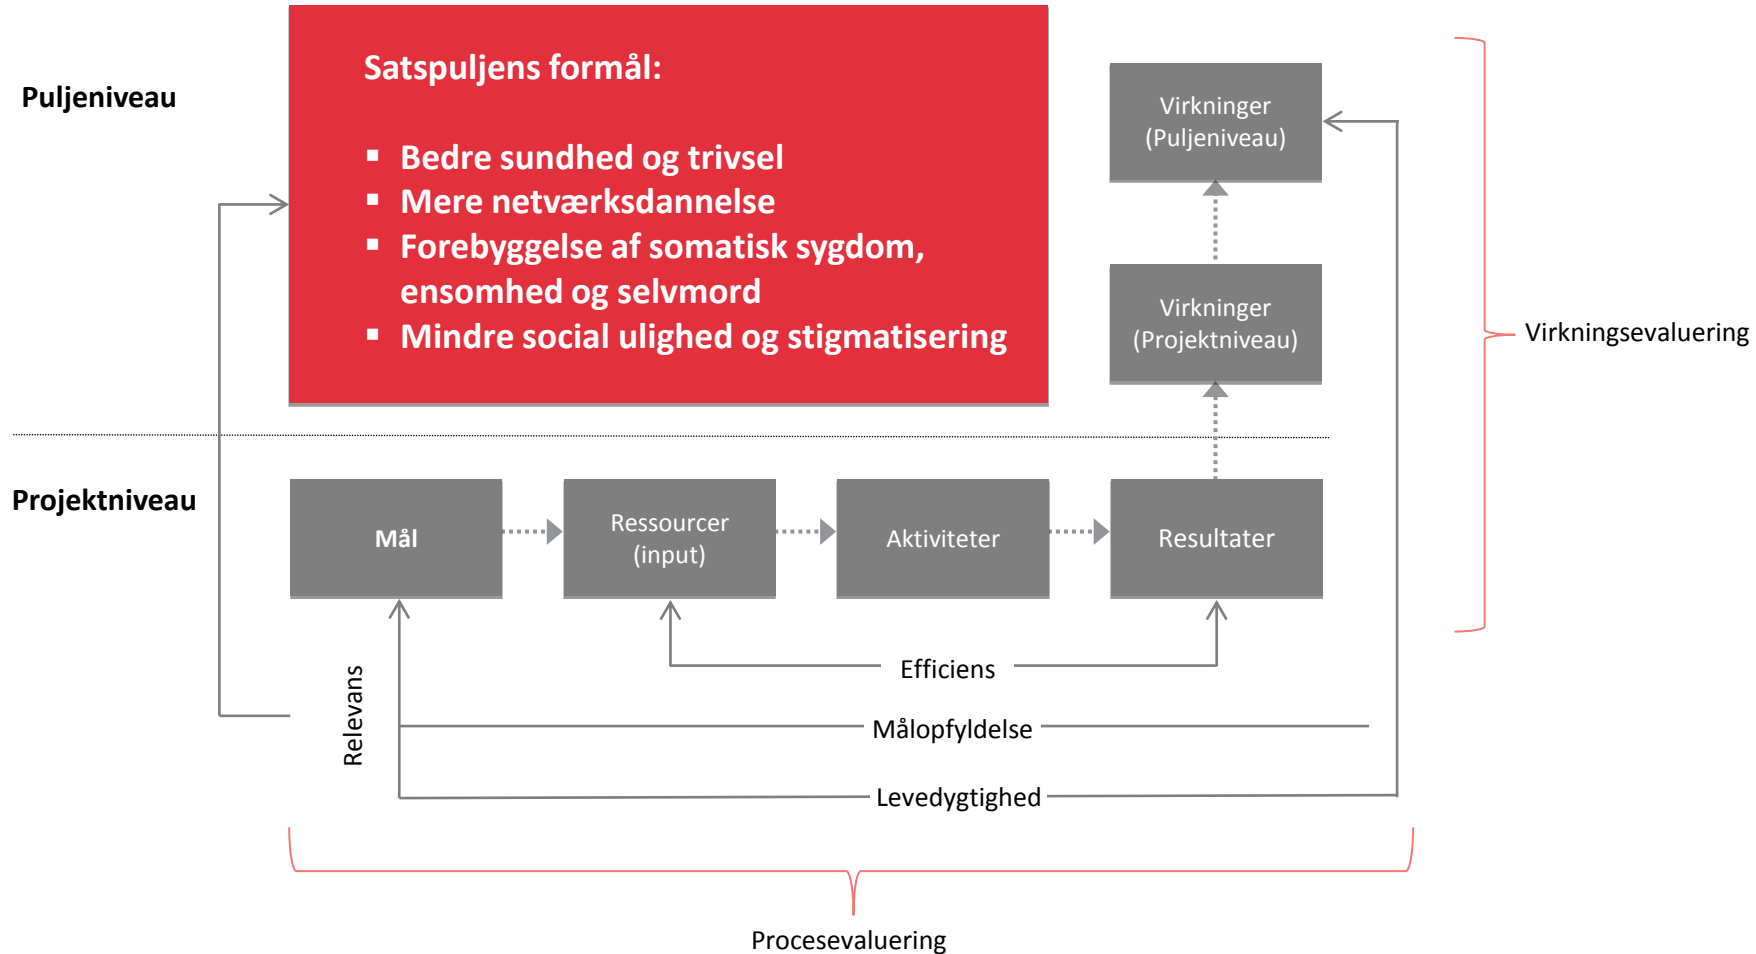 Puljeniveau
Satspuljens formål:
▪ Bedre sundhed og trivsel
▪ Mere netværksdannelse
▪ Forebyggelse af somatisk sygdom,
ensomhed og selvmord
▪ Mindre social ulighed og stigmatisering
Virkninger
(Puljeniveau)
Virkninger
(Projektniveau)
Virkningsevaluering
Projektniveau
Mål
Ressourcer
(input)
Aktiviteter
Resultater
Relevans
Efficiens
Målopfyldelse
Levedygtighed
Procesevaluering